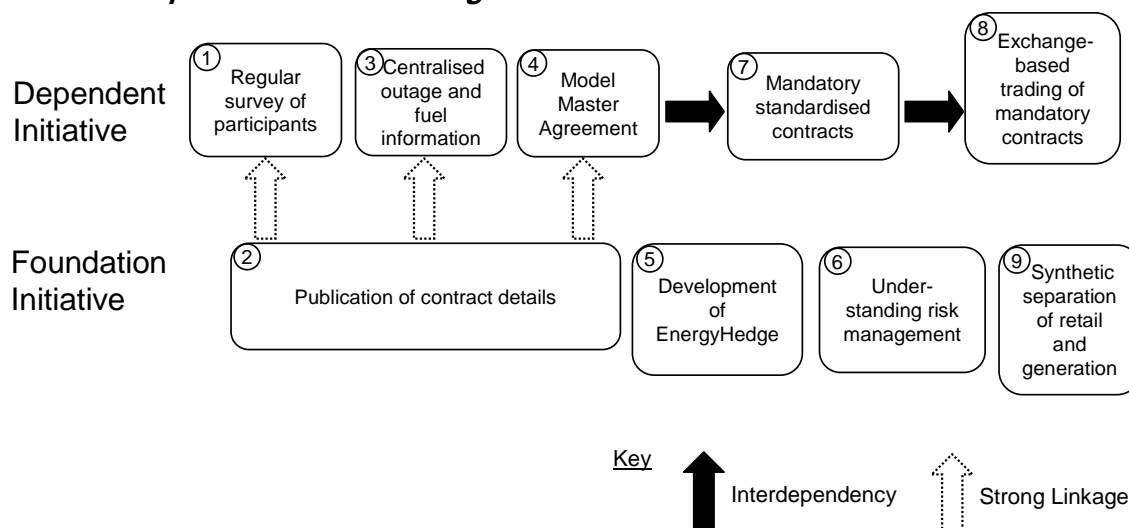 Dependent
Initiative
1
Regular
survey of
participants
3
Centralised
outage and
fuel
information
4
Model
Master
Agreement
7
Mandatory
standardised
contracts
8
Exchange-
based
trading of
mandatory
contracts
Foundation
Initiative
2
Publication of contract details
5
Development
of
EnergyHedge
6
Under-
standing risk
management
9
Synthetic
separation
of retail
and
generation
Key
Interdependency
Strong Linkage